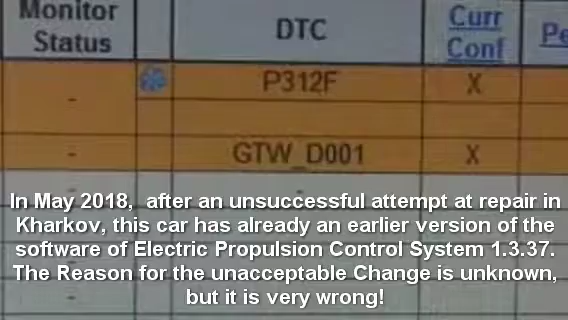 Monitor
Status
DTC
Curr
Conf
Pe
P312F
X
GTW_D001
X
In May 2018, after an unsuccessful attempt at repair in
Kharkov, this car has already an earlier version of the
software of Electric Propulsion Control System 1.3.37.
The Reason for the unacceptable Change is unknown,
but it is very wrong!